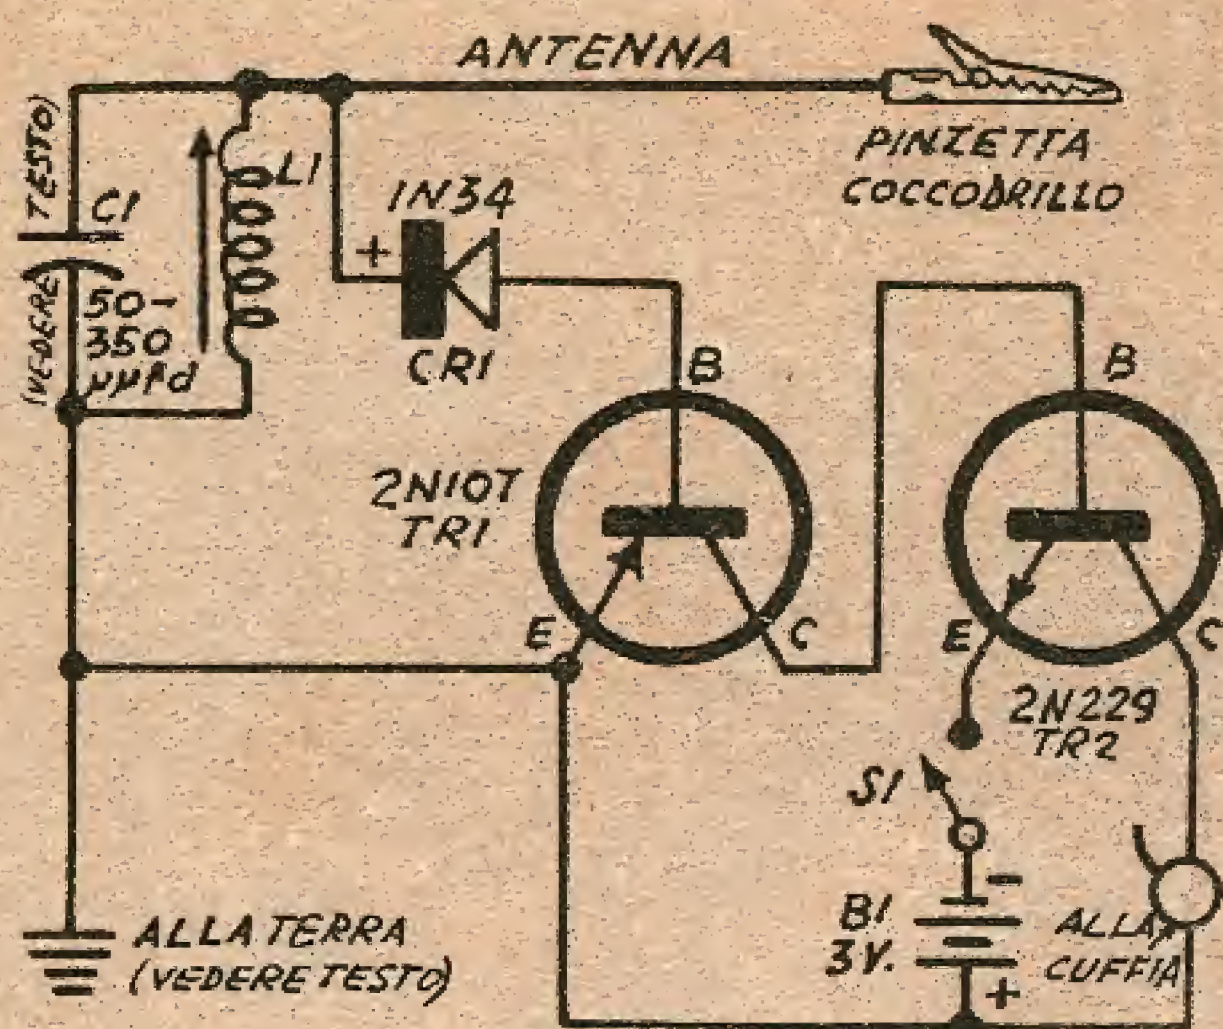 ANTENNA
PINZETTA
COCCODRILLO
(VEDERE TESTO)
C1
50-
350
µµfd
L1
1N34
+
CR1
B
2N107
TR1
E
C
B
E
C
2N229
TR2
S1
-
B1
3V.
+
ALLA
CUFFIA
ALLA TERRA
(VEDERE TESTO)